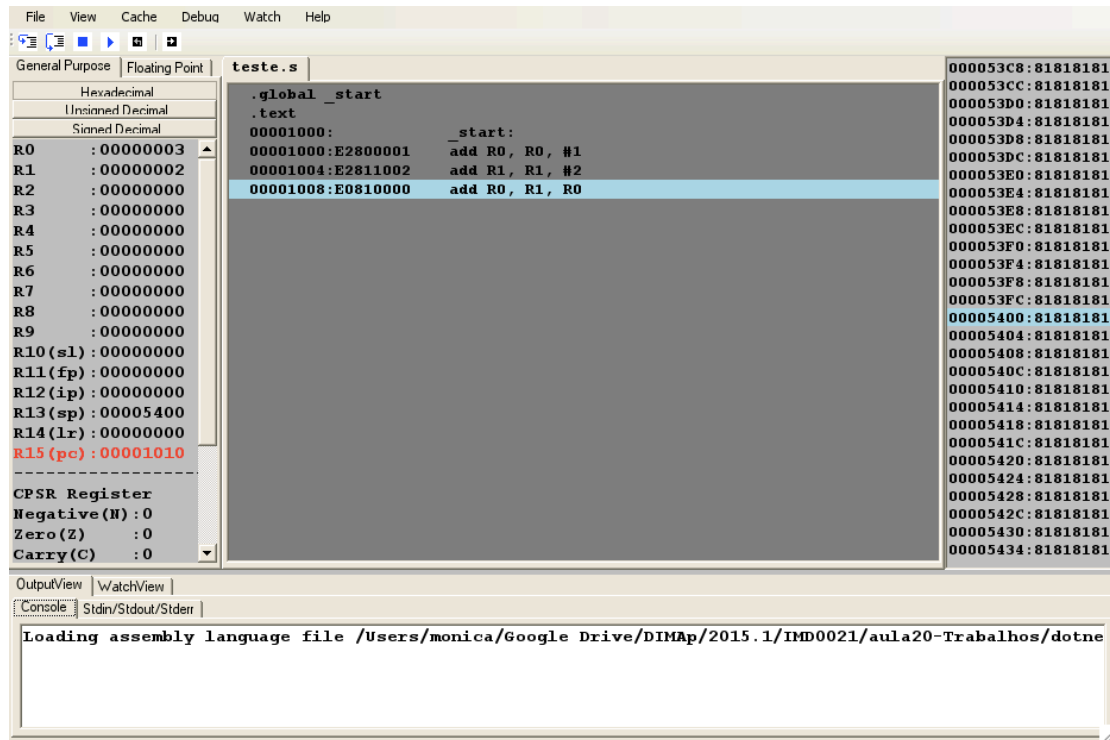 File View Cache Debug Watch Help
General Purpose Floating Point
Hexadecimal
Unsigned Decimal
Signed Decimal
R0 :00000003
R1 :00000002
R2 :00000000
R3 :00000000
R4 :00000000
R5 :00000000
R6 :00000000
R7 :00000000
R8 :00000000
R9 :00000000
R10(sl):00000000
R11(fp):00000000
R12(ip):00000000
R13(sp):00005400
R14(lr):00000000
R15(pc):00001010
--------------------
CPSR Register
Negative(N):0
Zero(Z) :0
Carry(C) :0
teste.s
.global _start
.text
00001000: _start:
00001000:E2800001 add R0, R0, #1
00001004:E2811002 add R1, R1, #2
00001008:E0810000 add R0, R1, R0
000053C8:81818181
000053CC:81818181
000053D0:81818181
000053D4:81818181
000053D8:81818181
000053DC:81818181
000053E0:81818181
000053E4:81818181
000053E8:81818181
000053EC:81818181
000053F0:81818181
000053F4:81818181
000053F8:81818181
000053FC:81818181
00005400:81818181
00005404:81818181
00005408:81818181
0000540C:81818181
00005410:81818181
00005414:81818181
00005418:81818181
0000541C:81818181
00005420:81818181
00005424:81818181
00005428:81818181
0000542C:81818181
00005430:81818181
00005434:81818181
OutputView WatchView
Console Stdin/Stdout/Stderr
Loading assembly language file /Users/monica/Google Drive/DIMAp/2015.1/IMD0021/aula20-Trabalhos/dotne